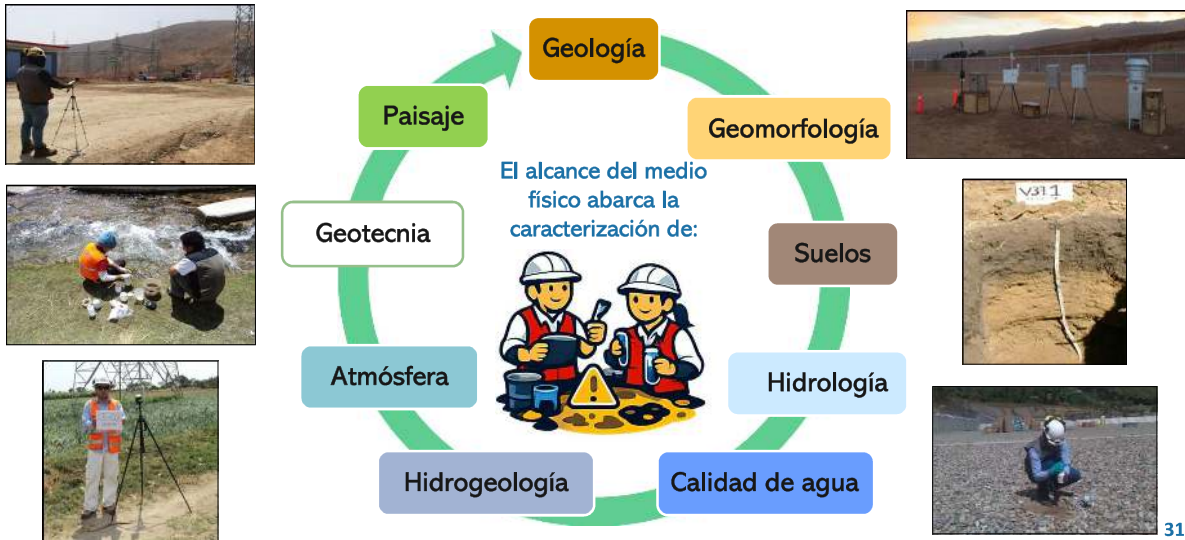 Geología
Geomorfología
Suelos
Hidrología
Calidad de agua
Hidrogeología
Atmósfera
Geotecnia
Paisaje
El alcance del medio
físico abarca la
caracterización de:
31